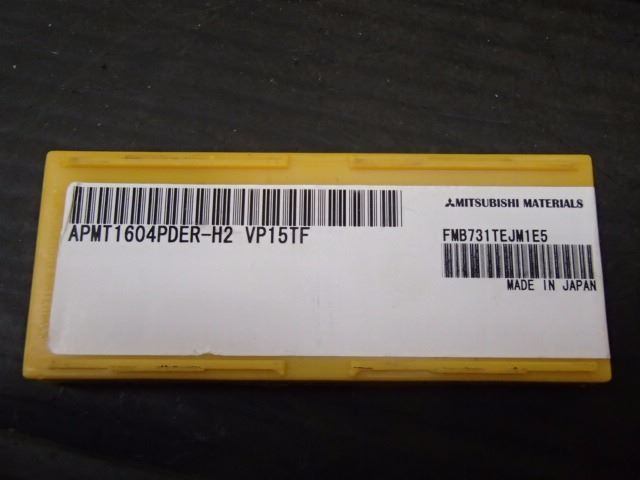 MITSUBISHI MATERIALS
APMT1604PDER-H2 VP15TF
FMB731TEJM1E5
MADE IN JAPAN